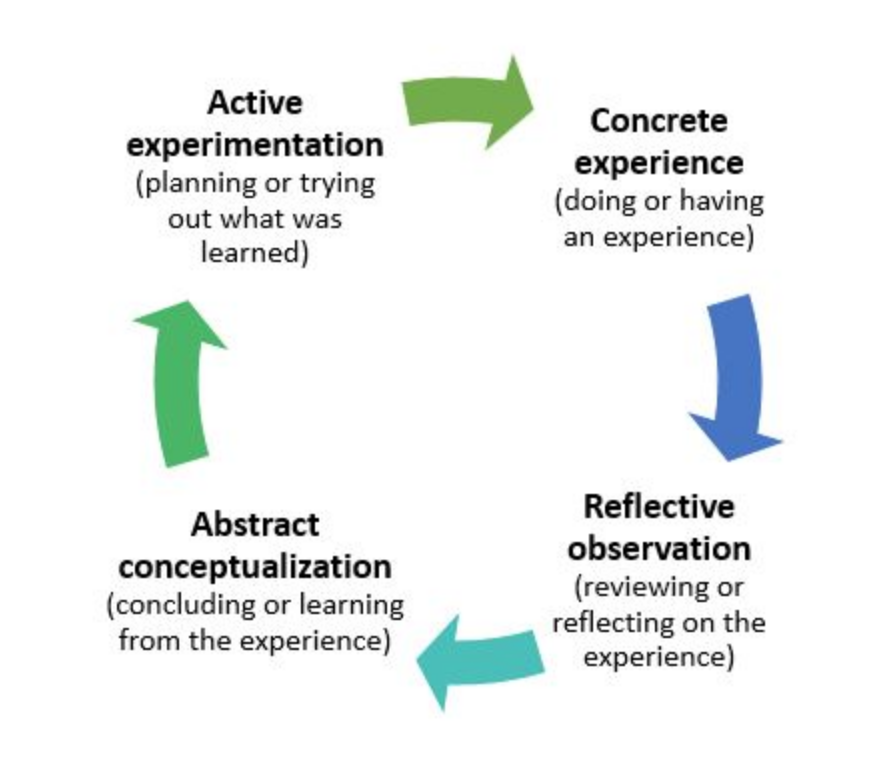 Active
experimentation
(planning or trying
out what was
learned)
Concrete
experience
(doing or having
an experience)
Reflective
observation
(reviewing or
reflecting on the
experience)
Abstract
conceptualization
(concluding or learning
from the experience)